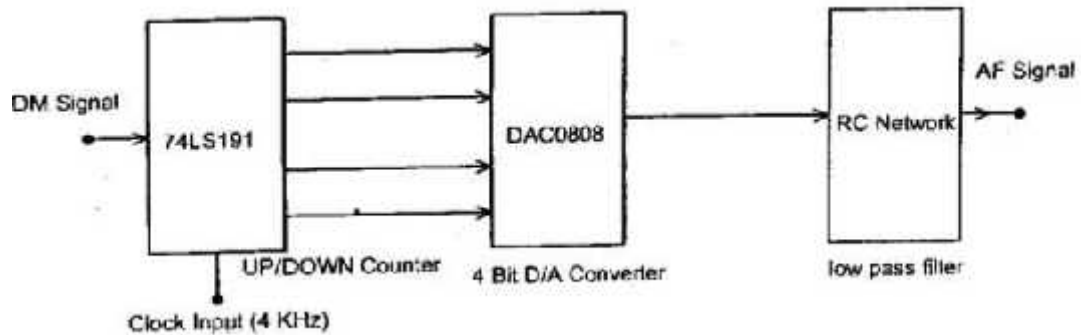 DM Signal
74LS191
DAC0808
RC Network
AF Signal
UP/DOWN Counter
4 Bit D/A Converter
low pass filler
Clock Input (4 KHz)